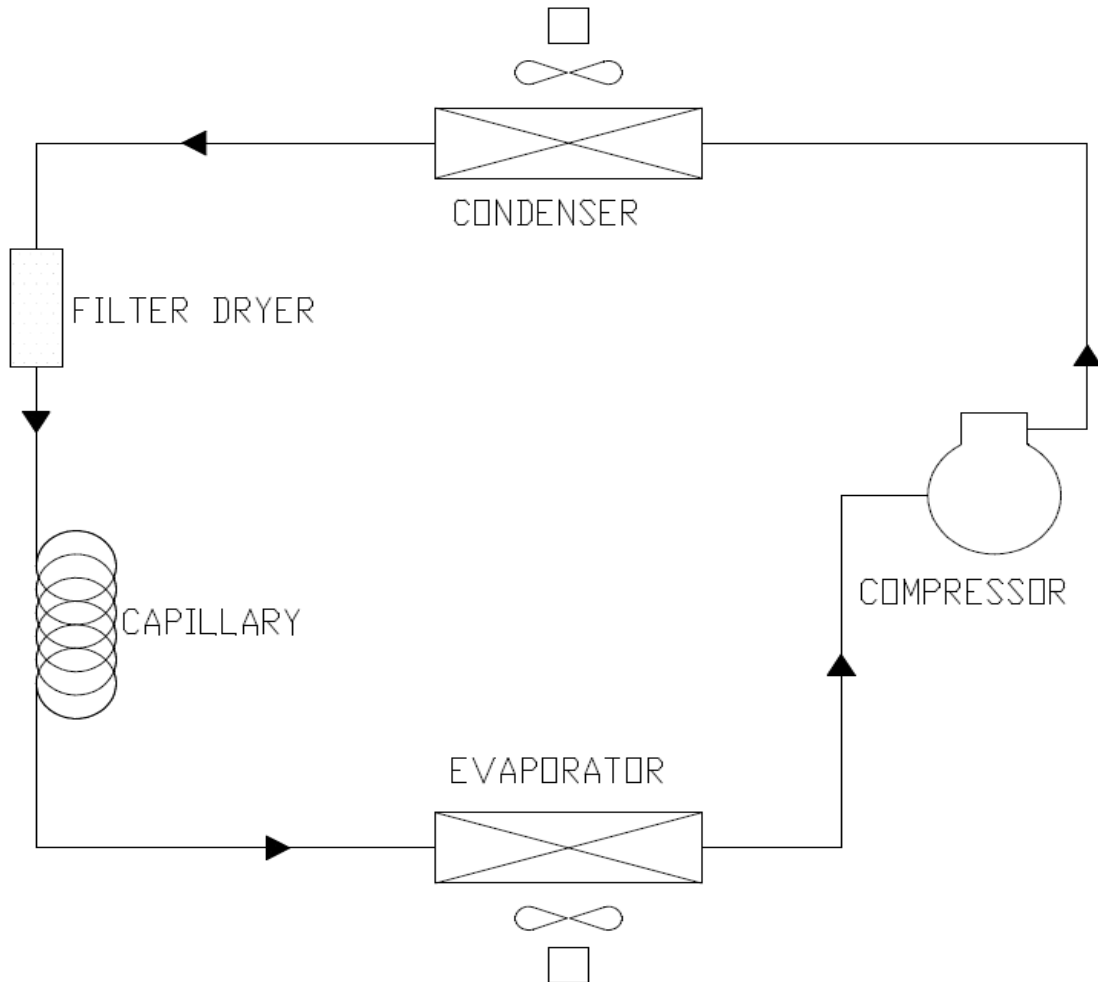 CONDENSER
FILTER DRYER
COMPRESSOR
CAPILLARY
EVAPORATOR